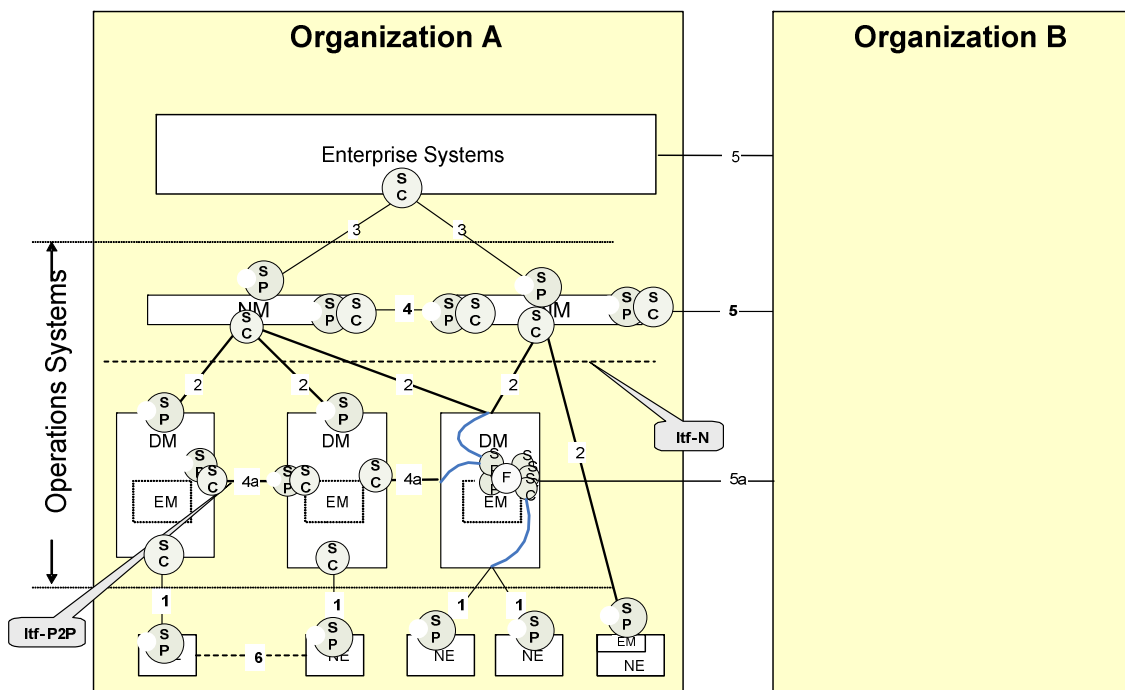 Organization A
Organization B
Enterprise Systems
5
S
C
3
3
Operations Systems
S
P
S
P
S
P
S
C
4
S
P
S
C
S
P
S
C
5
NM
S
C
S
C
2
2
2
2
Itf-N
S
P
S
P
DM
DM
DM
2
S
P
S
C
4a
S
P
S
C
S
C
4a
F
5a
EM
EM
EM
S
C
S
C
1
1
1
1
S
P
S
P
S
P
S
P
S
P
Itf-P2P
6
NE
NE
NE
EM
NE